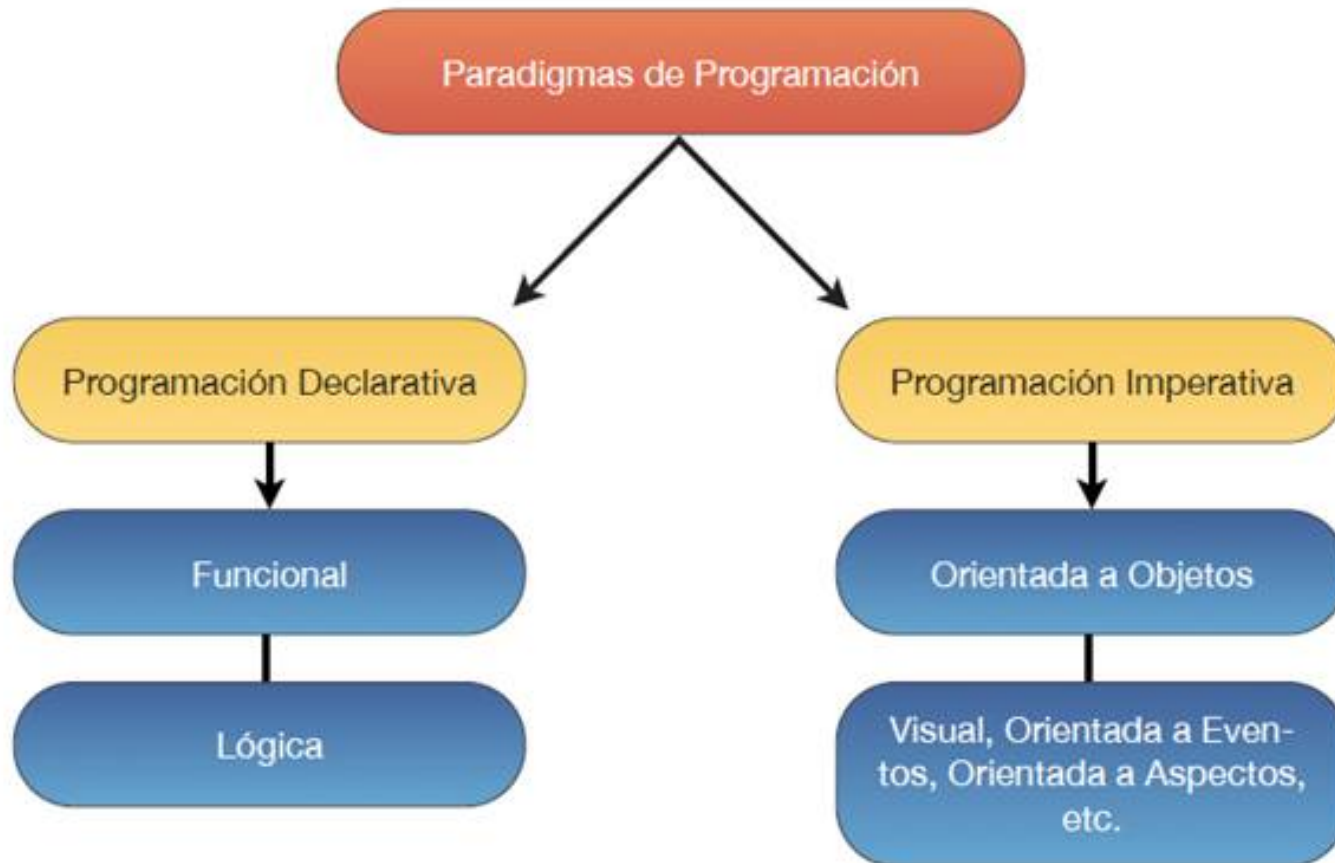 Paradigmas de Programación
Programación Declarativa
Programación Imperativa
Funcional
Orientada a Objetos
Lógica
Visual, Orientada a Even-
tos, Orientada a Aspectos,
etc.